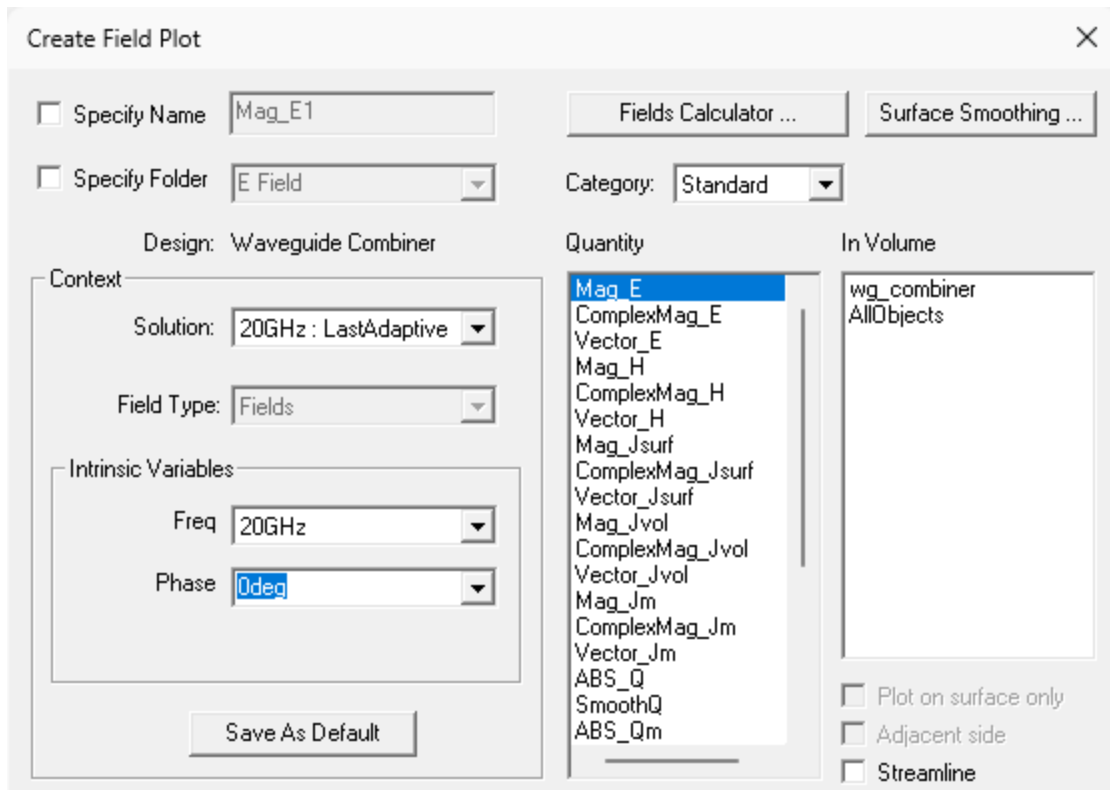 Create Field Plot
Specify Name
Mag_E1
Fields Calculator ...
Surface Smoothing ...
Specify Folder
E Field
Category:
Standard
Design: Waveguide Combiner
Quantity
In Volume
Context
Solution:
20GHz : LastAdaptive
Field Type:
Fields
Intrinsic Variables
Freq
20GHz
Phase
0deg
Save As Default
Mag_E
ComplexMag_E
Vector_E
Mag_H
ComplexMag_H
Vector_H
Mag_Jsurf
ComplexMag_Jsurf
Vector_Jsurf
Mag_Jvol
ComplexMag_Jvol
Vector_Jvol
Mag_Jm
ComplexMag_Jm
Vector_Jm
ABS_Q
SmoothQ
ABS_Qm
wg_combiner
AllObjects
Plot on surface only
Adjacent side
Streamline